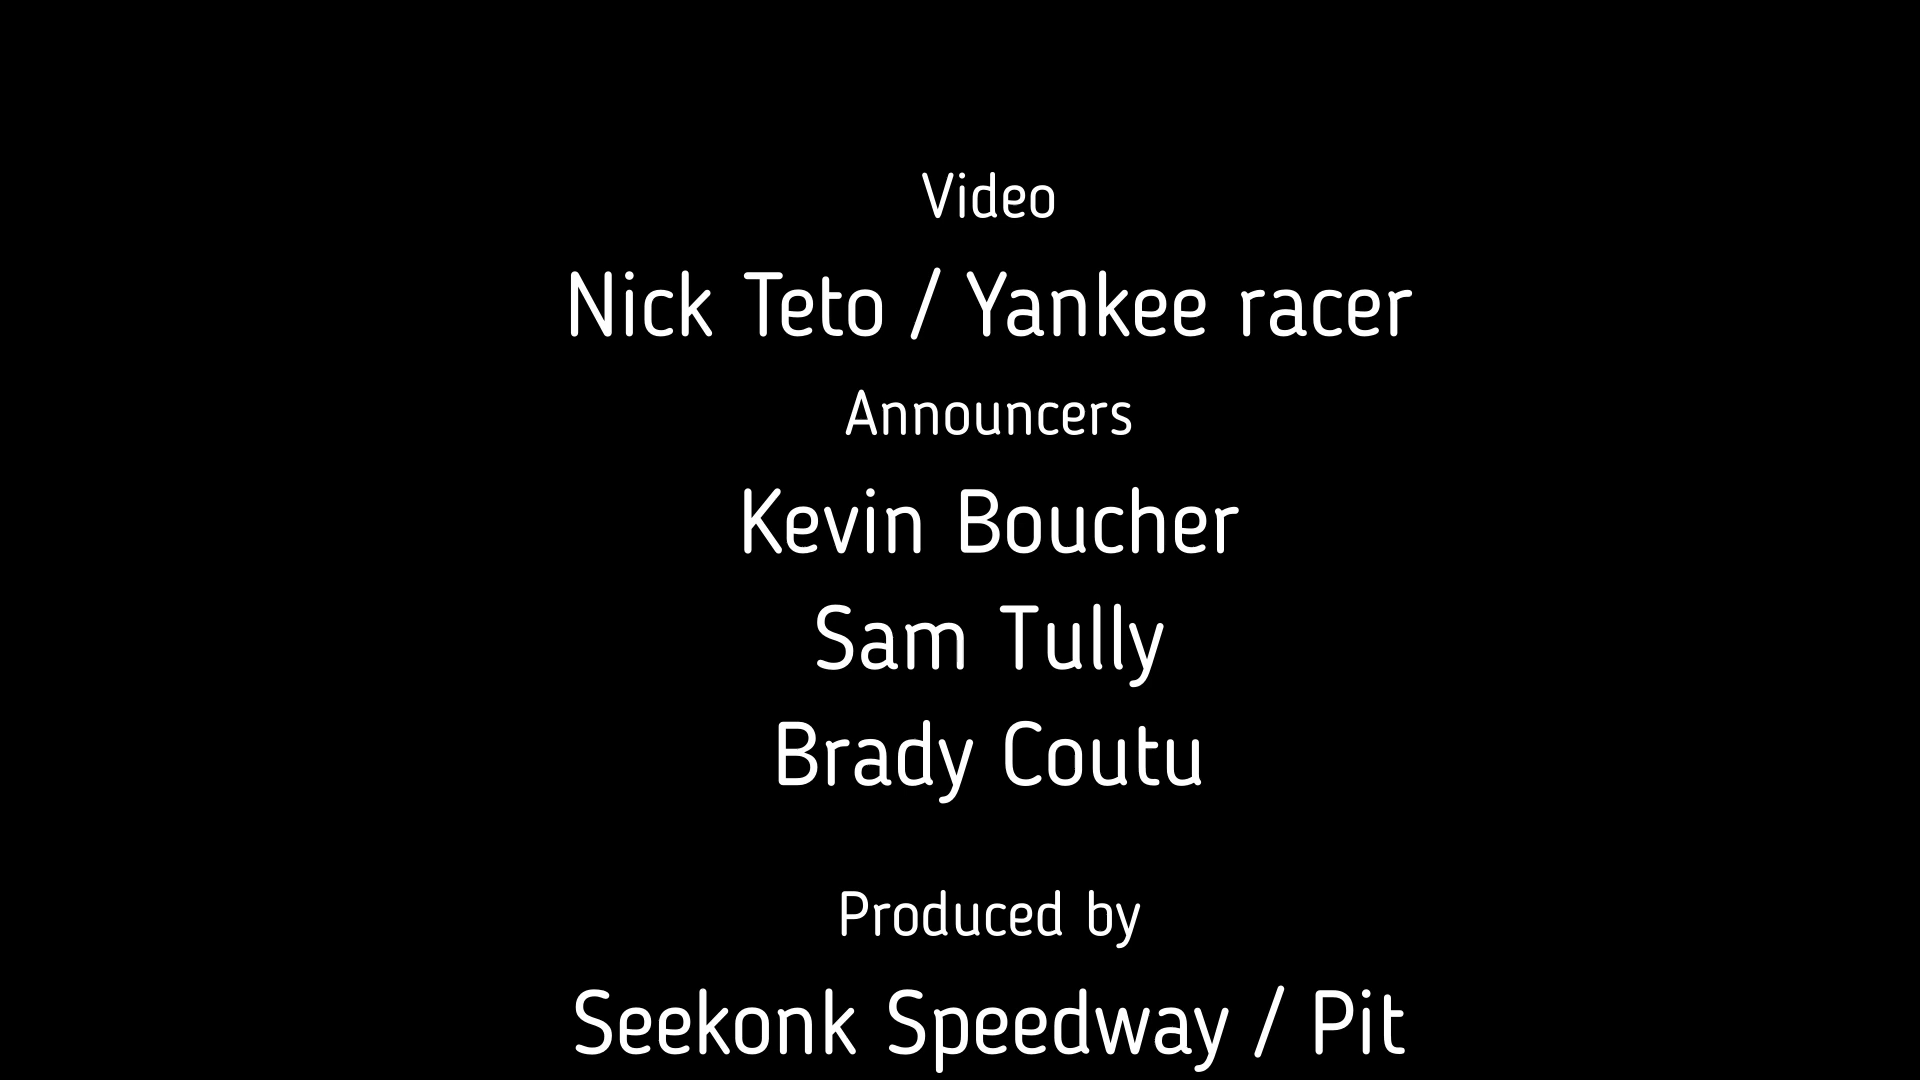 Video
Nick Teto / Yankee racer
Announcers
Kevin Boucher
Sam Tully
Brady Coutu
Produced by
Seekonk Speedway / Pit